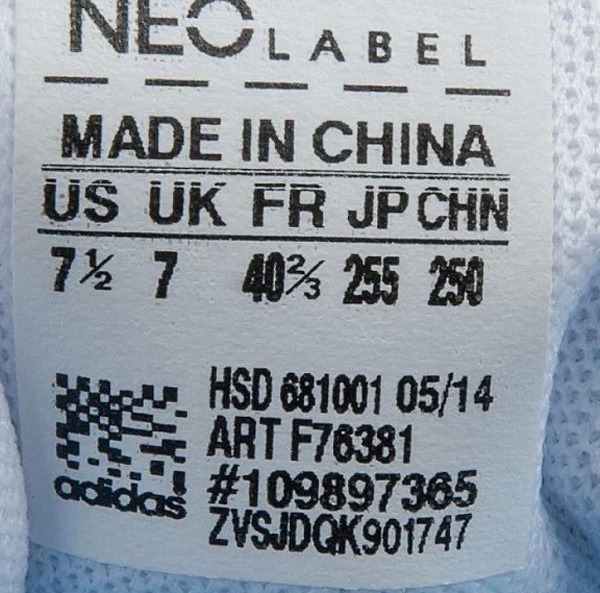 NEO LABEL
MADE IN CHINA
US UK FR JP CHN
7½ 7 40⅔ 255 250
HSD 681001 05/14
ART F76381
adidas #109897365
ZVSJDQK901747